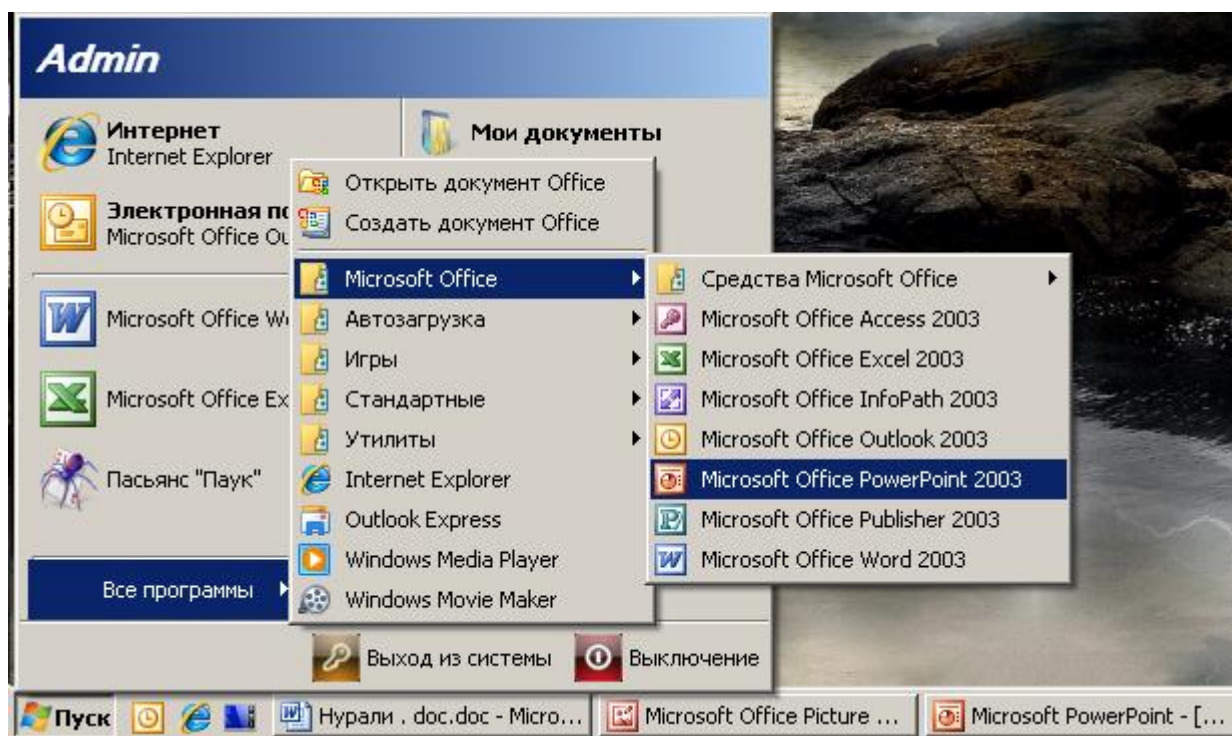 Admin
Интернет
Internet Explorer
Мои документы
Электронная
Microsoft Office
Microsoft Office
Microsoft Office
Пасьянс "Паук"
Все программы
Открыть документ Office
Создать документ Office
Microsoft Office
Автозагрузка
Игры
Стандартные
Утилиты
Internet Explorer
Outlook Express
Windows Media Player
Windows Movie Maker
Средства Microsoft Office
Microsoft Office Access 2003
Microsoft Office Excel 2003
Microsoft Office InfoPath 2003
Microsoft Office Outlook 2003
Microsoft Office PowerPoint 2003
Microsoft Office Publisher 2003
Microsoft Office Word 2003
Выход из системы
Выключение
Пуск
Нурали . doc.doc - Micro...
Microsoft Office Picture ...
Microsoft PowerPoint - [...